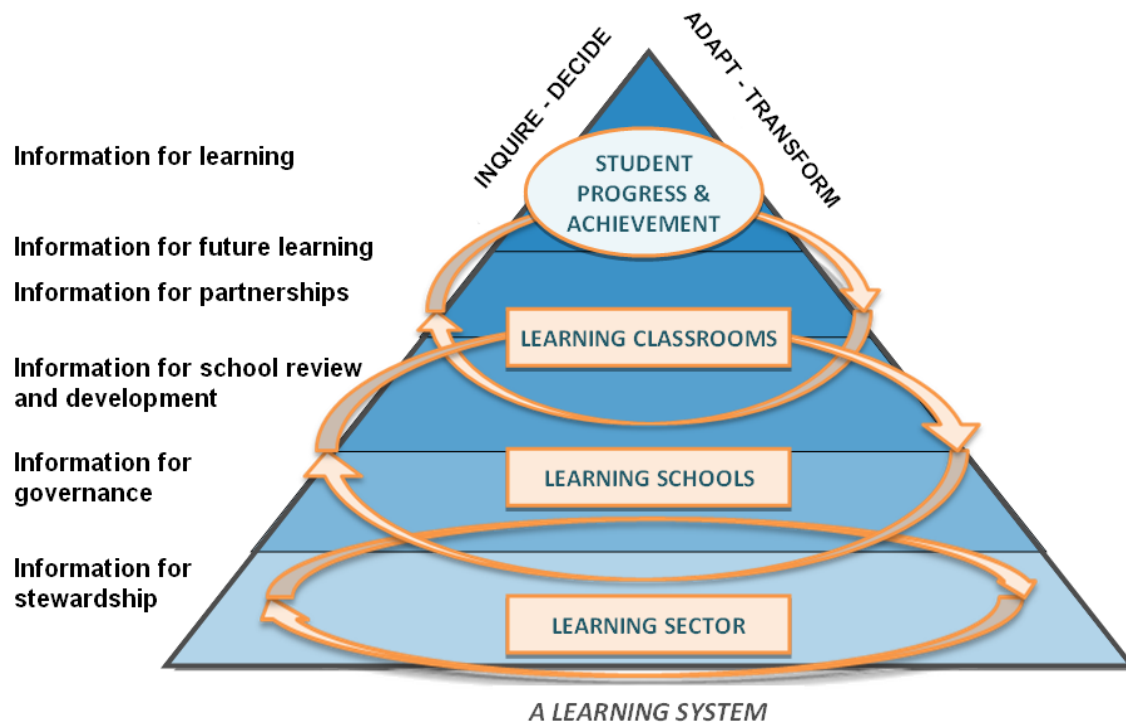 INQUIRE - DECIDE
ADAPT - TRANSFORM
Information for learning
STUDENT
PROGRESS &
ACHIEVEMENT
Information for future learning
Information for partnerships
LEARNING CLASSROOMS
Information for school review
and development
Information for
governance
LEARNING SCHOOLS
Information for
stewardship
LEARNING SECTOR
A LEARNING SYSTEM